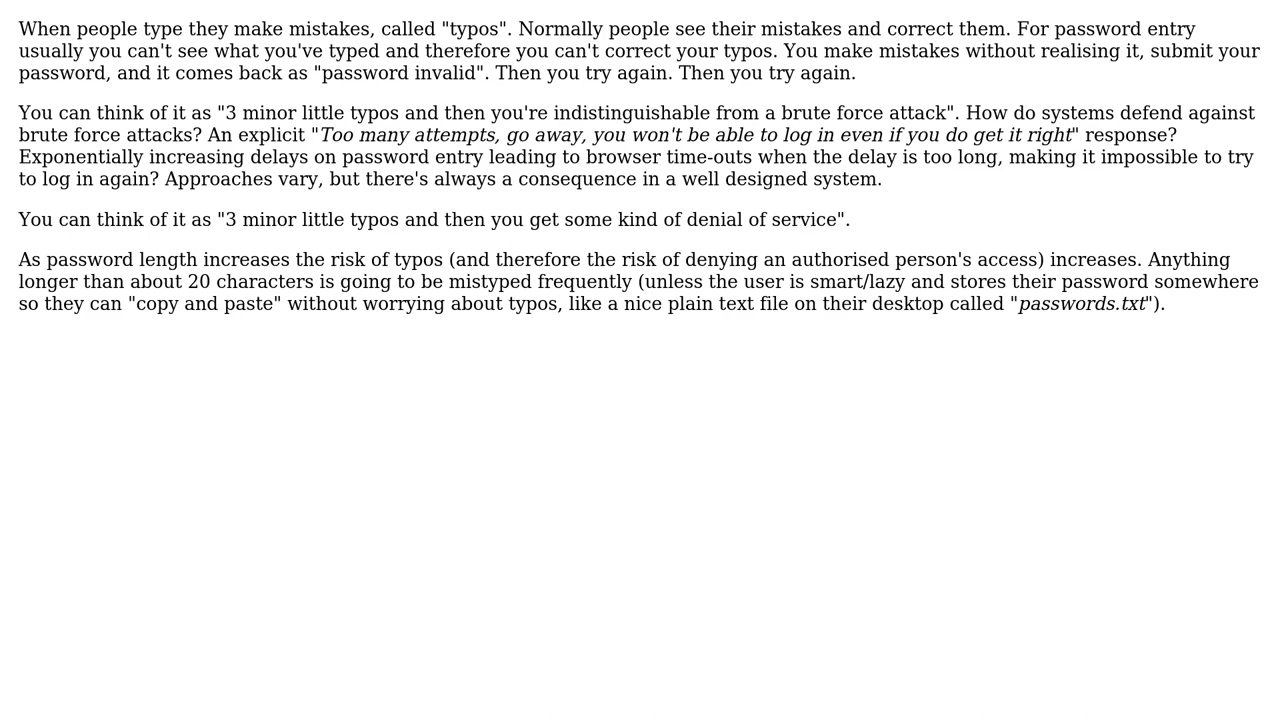 When people type they make mistakes, called "typos". Normally people see their mistakes and correct them. For password entry
usually you can't see what you've typed and therefore you can't correct your typos. You make mistakes without realising it, submit your
password, and it comes back as "password invalid". Then you try again. Then you try again.
You can think of it as "3 minor little typos and then you're indistinguishable from a brute force attack". How do systems defend against
brute force attacks? An explicit "Too many attempts, go away, you won't be able to log in even if you do get it right" response?
Exponentially increasing delays on password entry leading to browser time-outs when the delay is too long, making it impossible to try
to log in again? Approaches vary, but there's always a consequence in a well designed system.
You can think of it as "3 minor little typos and then you get some kind of denial of service".
As password length increases the risk of typos (and therefore the risk of denying an authorised person's access) increases. Anything
longer than about 20 characters is going to be mistyped frequently (unless the user is smart/lazy and stores their password somewhere
so they can "copy and paste" without worrying about typos, like a nice plain text file on their desktop called "passwords.txt").